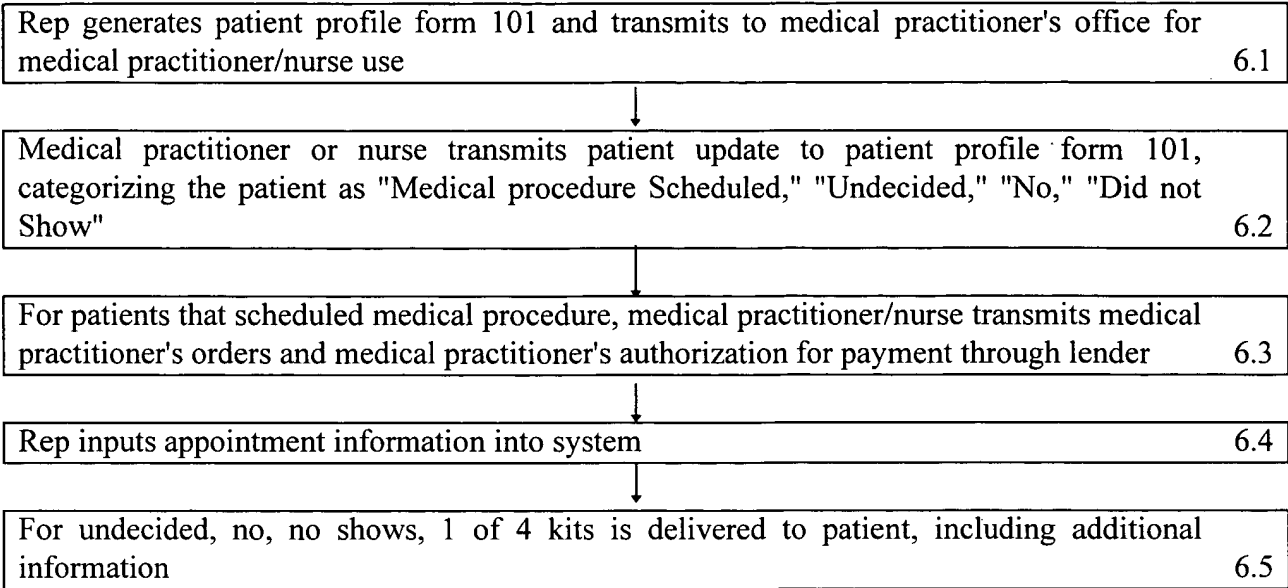 Rep generates patient profile form 101 and transmits to medical practitioner's office for
medical practitioner/nurse use 6.1
Medical practitioner or nurse transmits patient update to patient profile form 101,
categorizing the patient as "Medical procedure Scheduled," "Undecided," "No," "Did not
Show" 6.2
For patients that scheduled medical procedure, medical practitioner/nurse transmits medical
practitioner's orders and medical practitioner's authorization for payment through lender 6.3
Rep inputs appointment information into system 6.4
For undecided, no, no shows, 1 of 4 kits is delivered to patient, including additional
information 6.5